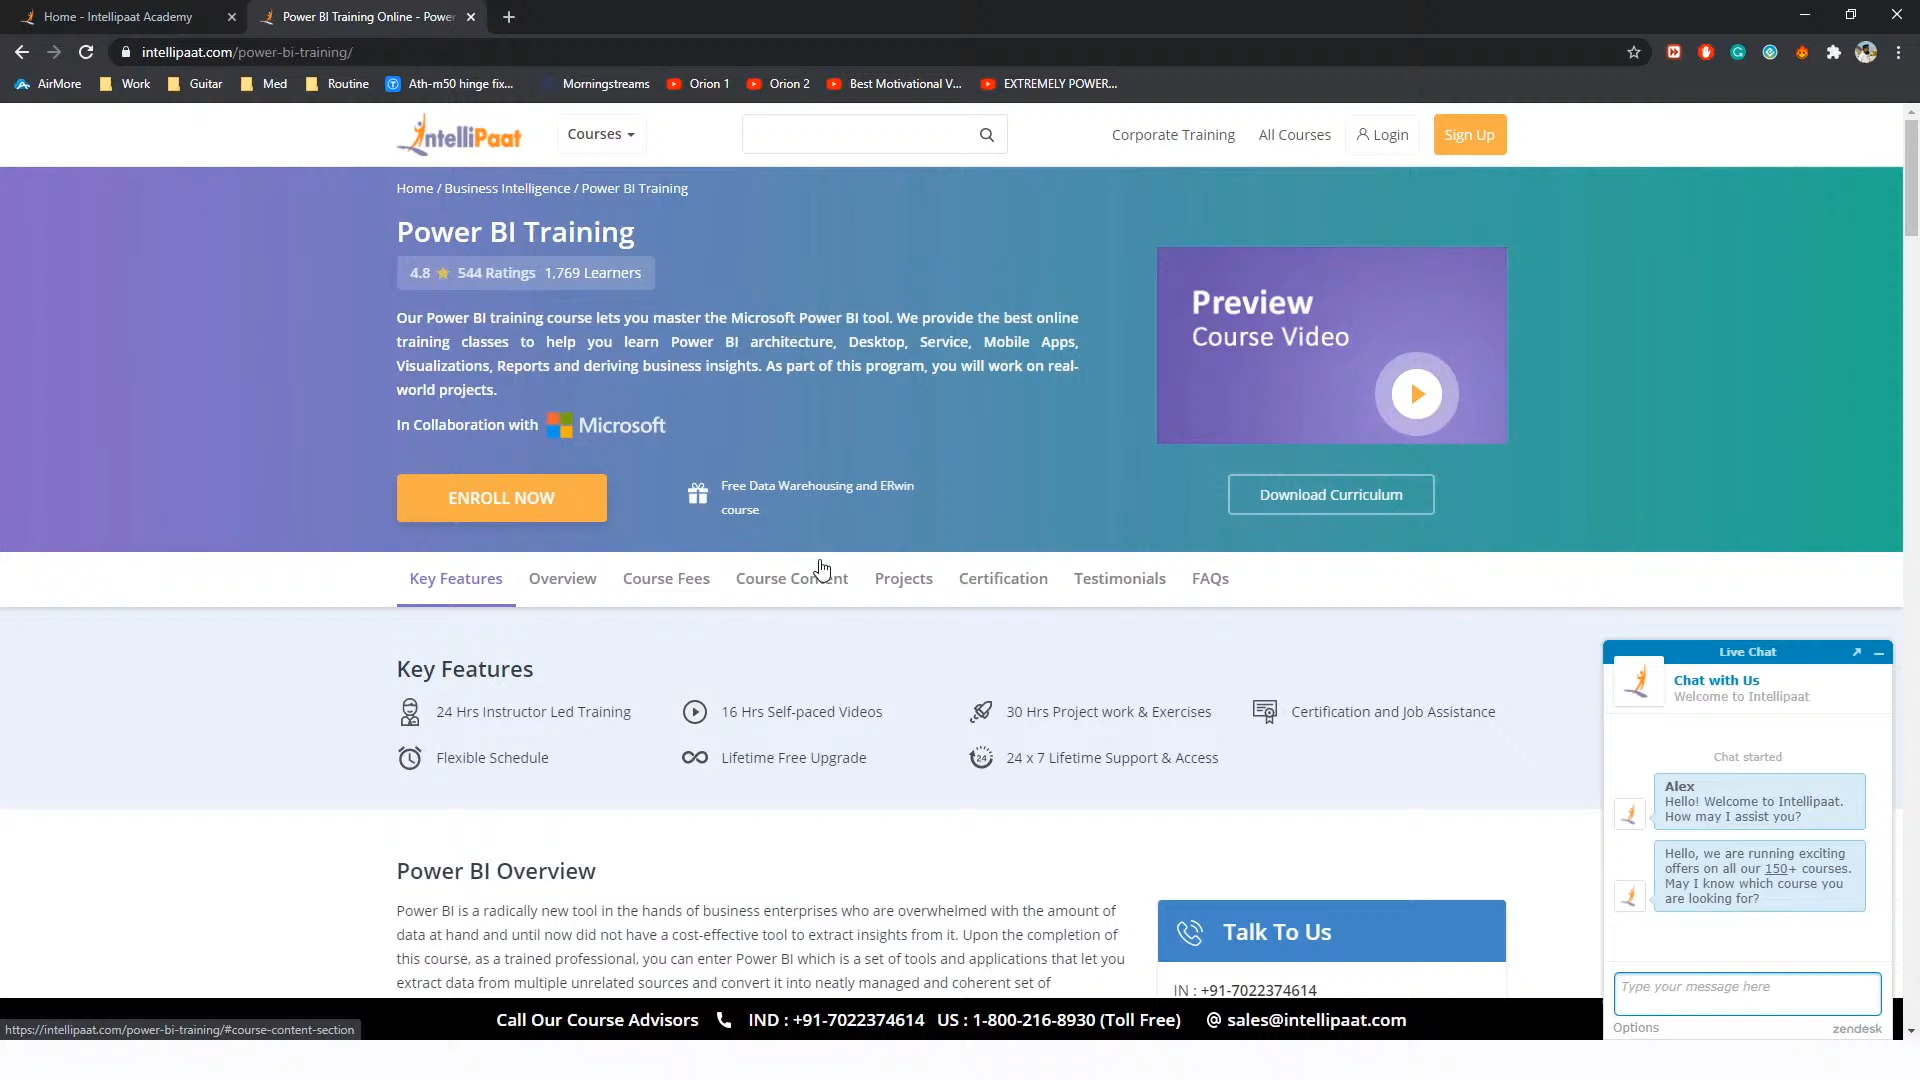 Home - Intellipaat Academy
Power BI Training Online - Power
intellipaat.com/power-bi-training/
AirMore Work Guitar Med Routine Ath-m50 hinge fix... Morningstreams Orion 1 Orion 2 Best Motivational V... EXTREMELY POWER...
IntelliPaat
Courses
Corporate Training All Courses Login Sign Up
Home / Business Intelligence / Power BI Training
Power BI Training
4.8 544 Ratings 1,769 Learners
Our Power BI training course lets you master the Microsoft Power BI tool. We provide the best online
training classes to help you learn Power BI architecture, Desktop, Service, Mobile Apps,
Visualizations, Reports and deriving business insights. As part of this program, you will work on real-
world projects.
In Collaboration with Microsoft
ENROLL NOW
Free Data Warehousing and ERwin
course
Preview
Course Video
Download Curriculum
Key Features Overview Course Fees Course Content Projects Certification Testimonials FAQs
Key Features
24 Hrs Instructor Led Training 16 Hrs Self-paced Videos 30 Hrs Project work & Exercises Certification and Job Assistance
Flexible Schedule Lifetime Free Upgrade 24 24 x 7 Lifetime Support & Access
Power BI Overview
Power BI is a radically new tool in the hands of business enterprises who are overwhelmed with the amount of
data at hand and until now did not have a cost-effective tool to extract insights from it. Upon the completion of
this course, as a trained professional, you can enter Power BI which is a set of tools and applications that let you
extract data from multiple unrelated sources and convert it into neatly managed and coherent set of
Talk To Us
IN : +91-7022374614
Live Chat
Chat with Us
Welcome to Intellipaat
Chat started
Alex
Hello! Welcome to Intellipaat.
How may I assist you?
Hello, we are running exciting
offers on all our 150+ courses.
May I know which course you
are looking for?
Type your message here
Options zendesk
Call Our Course Advisors IND : +91-7022374614 US : 1-800-216-8930 (Toll Free) @ sales@intellipaat.com
https://intellipaat.com/power-bi-training/#course-content-section